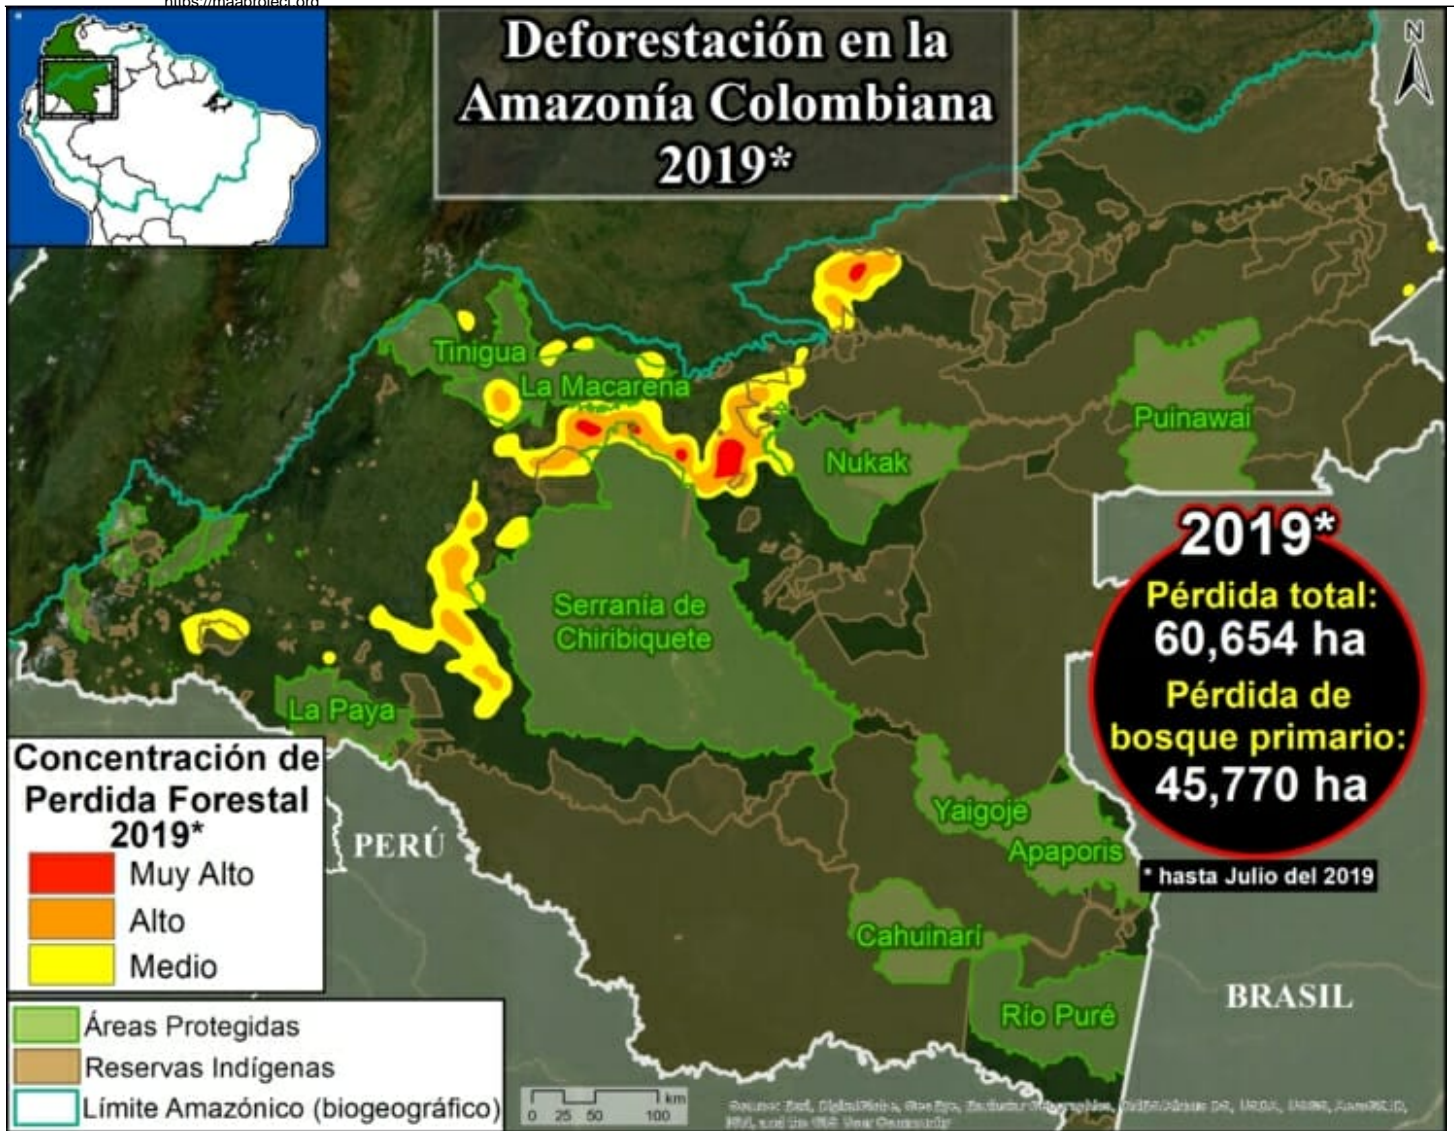 https://maaproject.org
Deforestación en la
Amazonía Colombiana
2019*
N
Tinigua
La Macarena
Nukak
Puinawai
Serranía de
Chiribiquete
La Paya
Yaigojé
Apaporis
Cahuinarí
Río Puré
PERÚ
BRASIL
2019*
Pérdida total:
60,654 ha
Pérdida de
bosque primario:
45,770 ha
* hasta Julio del 2019
Concentración de
Perdida Forestal
2019*
Muy Alto
Alto
Medio
Áreas Protegidas
Reservas Indígenas
Límite Amazónico (biogeográfico)
km
0 25 50 100